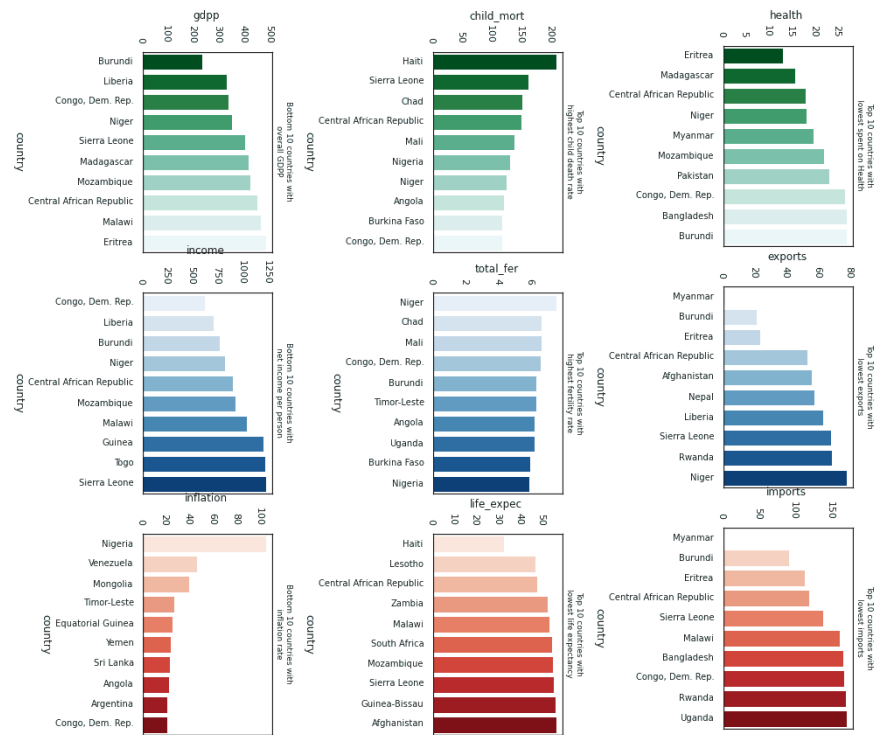 gdpp
0
100
200
300
400
500
Burundi
Liberia
Congo, Dem. Rep.
Niger
Sierra Leone
Madagascar
Mozambique
Central African Republic
Malawi
Eritrea
country
Bottom 10 countries with
overall GDPP
child_mort
0
50
100
150
200
Haiti
Sierra Leone
Chad
Central African Republic
Mali
Nigeria
Niger
Angola
Burkina Faso
Congo, Dem. Rep.
country
Top 10 countries with
highest child death rate
health
0
5
10
15
20
25
Eritrea
Madagascar
Central African Republic
Niger
Myanmar
Mozambique
Pakistan
Congo, Dem. Rep.
Bangladesh
Burundi
country
Top 10 countries with
lowest spent on Health
income
0
250
500
750
1000
1250
Congo, Dem. Rep.
Liberia
Burundi
Niger
Central African Republic
Mozambique
Malawi
Guinea
Togo
Sierra Leone
country
Bottom 10 countries with
net income per person
total_fer
0
2
4
6
Niger
Chad
Mali
Congo, Dem. Rep.
Burundi
Timor-Leste
Angola
Uganda
Burkina Faso
Nigeria
country
Top 10 countries with
highest fertility rate
exports
0
20
40
60
80
Myanmar
Burundi
Eritrea
Central African Republic
Afghanistan
Nepal
Liberia
Sierra Leone
Rwanda
Niger
country
Top 10 countries with
lowest exports
inflation
0
20
40
60
80
100
Nigeria
Venezuela
Mongolia
Timor-Leste
Equatorial Guinea
Yemen
Sri Lanka
Angola
Argentina
Congo, Dem. Rep.
country
Bottom 10 countries with
inflation rate
life_expec
0
10
20
30
40
50
Haiti
Lesotho
Central African Republic
Zambia
Malawi
South Africa
Mozambique
Sierra Leone
Guinea-Bissau
Afghanistan
country
Top 10 countries with
lowest life expectancy
imports
0
50
100
150
Myanmar
Burundi
Eritrea
Central African Republic
Sierra Leone
Malawi
Bangladesh
Congo, Dem. Rep.
Rwanda
Uganda
country
Top 10 countries with
lowest imports